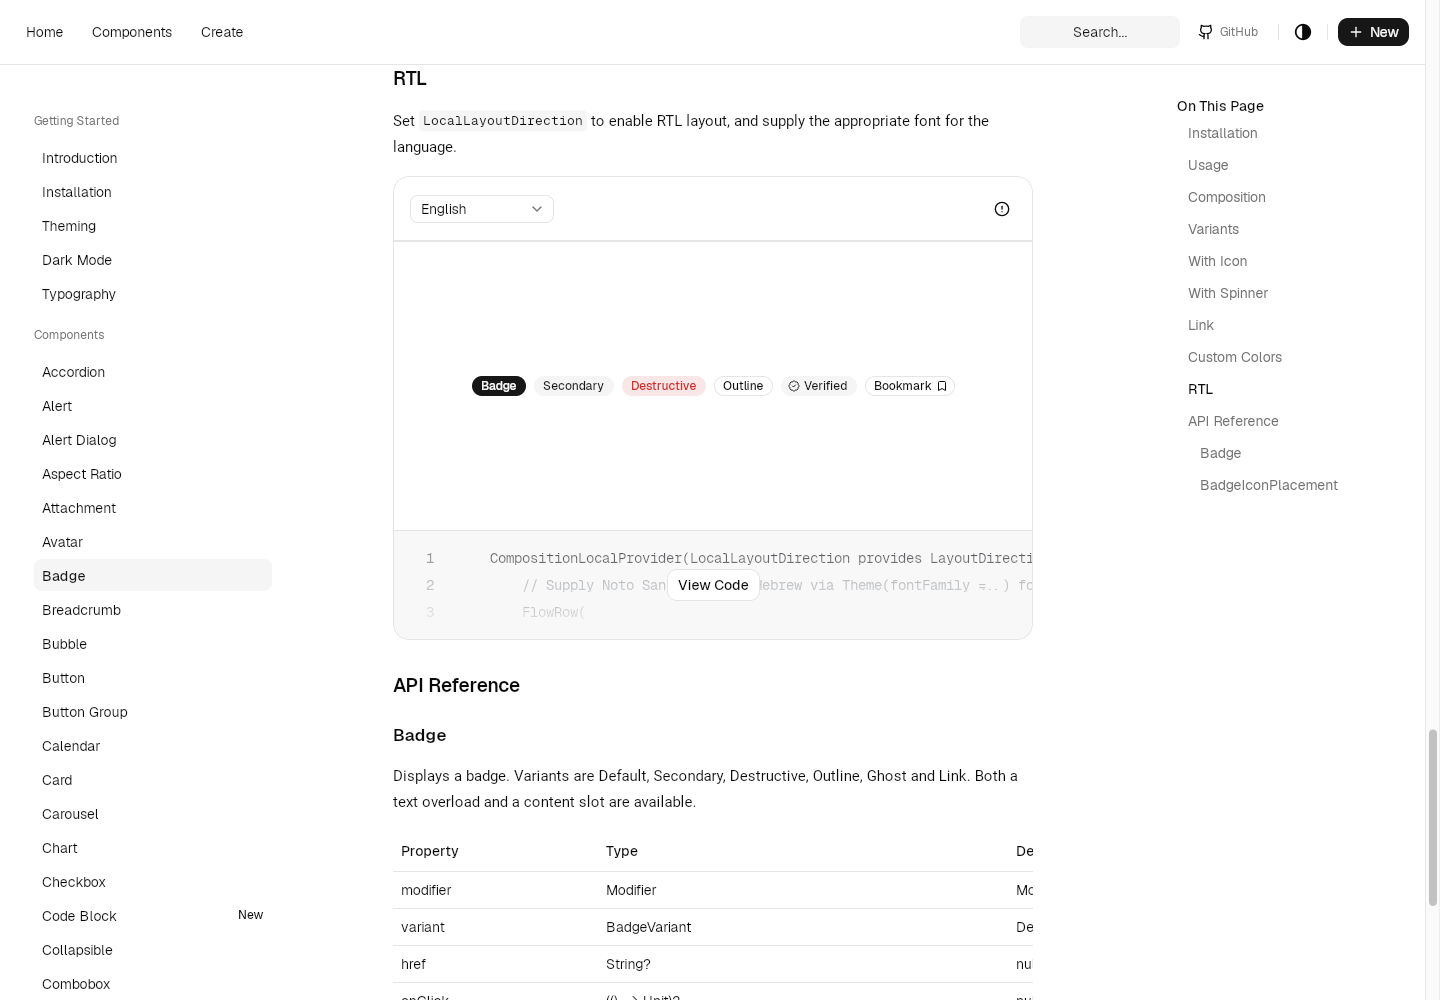 Home
Components
Create
Search...
GitHub
New
Getting Started
Introduction
Installation
Theming
Dark Mode
Typography
Components
Accordion
Alert
Alert Dialog
Aspect Ratio
Attachment
Avatar
Badge
Breadcrumb
Bubble
Button
Button Group
Calendar
Card
Carousel
Chart
Checkbox
Code Block
New
Collapsible
Combobox
RTL
Set LocalLayoutDirection to enable RTL layout, and supply the appropriate font for the
language.
English
Badge
Secondary
Destructive
Outline
Verified
Bookmark
1 CompositionLocalProvider(LocalLayoutDirection provides LayoutDirecti
2 // Supply Noto San
View Code
ebrew via Theme(fontFamily = ..) fo
3 FlowRow(
API Reference
Badge
Displays a badge. Variants are Default, Secondary, Destructive, Outline, Ghost and Link. Both a
text overload and a content slot are available.
Property Type De
modifier Modifier Mo
variant BadgeVariant De
href String? nu
On This Page
Installation
Usage
Composition
Variants
With Icon
With Spinner
Link
Custom Colors
RTL
API Reference
Badge
BadgeIconPlacement